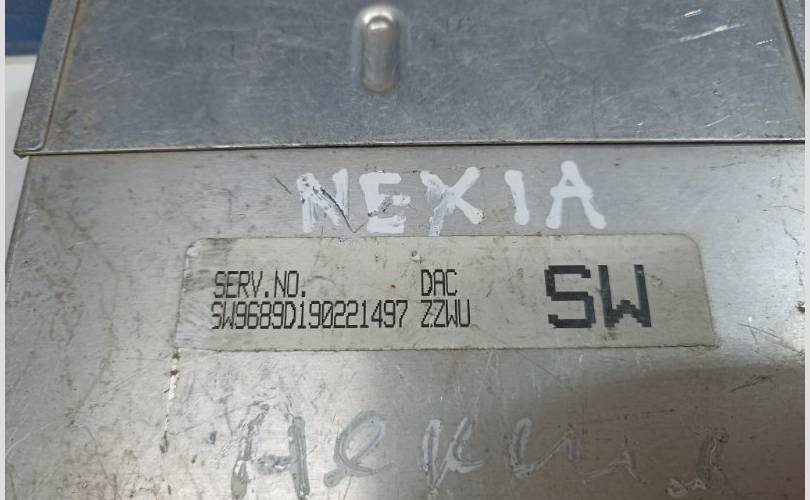 NEXIA
SERV.NO. DAC SW
SW9689D190221497 ZZWU